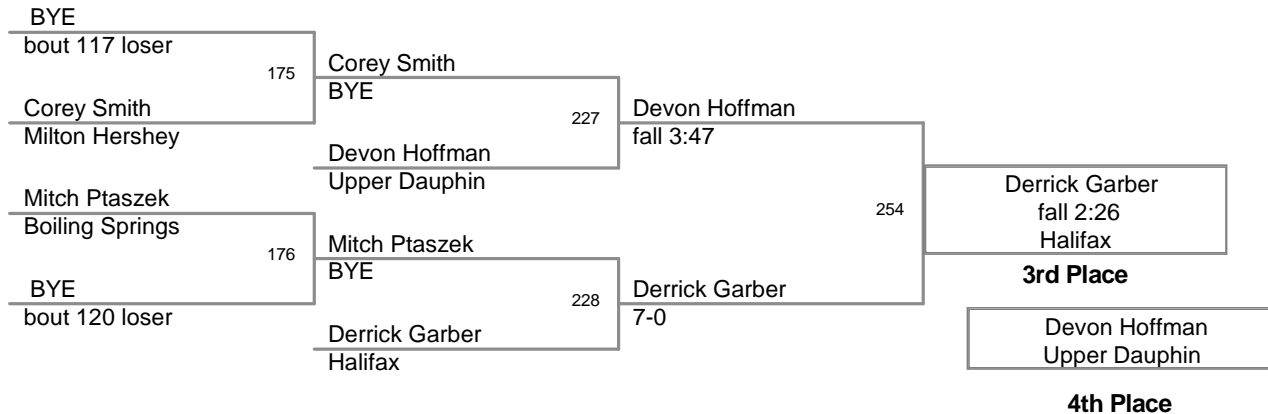 BYE
bout 117 loser
175
Corey Smith
Milton Hershey
Corey Smith
BYE
227
Devon Hoffman
Upper Dauphin
Devon Hoffman
fall 3:47
Mitch Ptaszek
Boiling Springs
176
BYE
bout 120 loser
Mitch Ptaszek
BYE
228
Derrick Garber
Halifax
Derrick Garber
7-0
254
Derrick Garber
fall 2:26
Halifax
3rd Place
Devon Hoffman
Upper Dauphin
4th Place